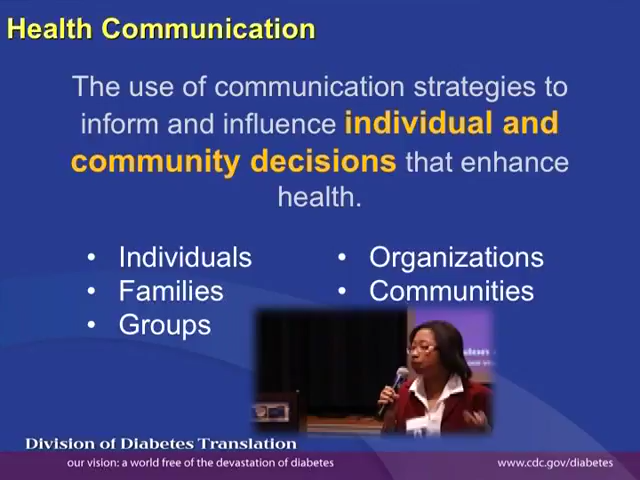 Health Communication
The use of communication strategies to
inform and influence individual and
community decisions that enhance
health.
• Individuals
• Families
• Groups
• Organizations
• Communities
Division of Diabetes Translation
our vision: a world free of the devastation of diabetes
www.cdc.gov/diabetes